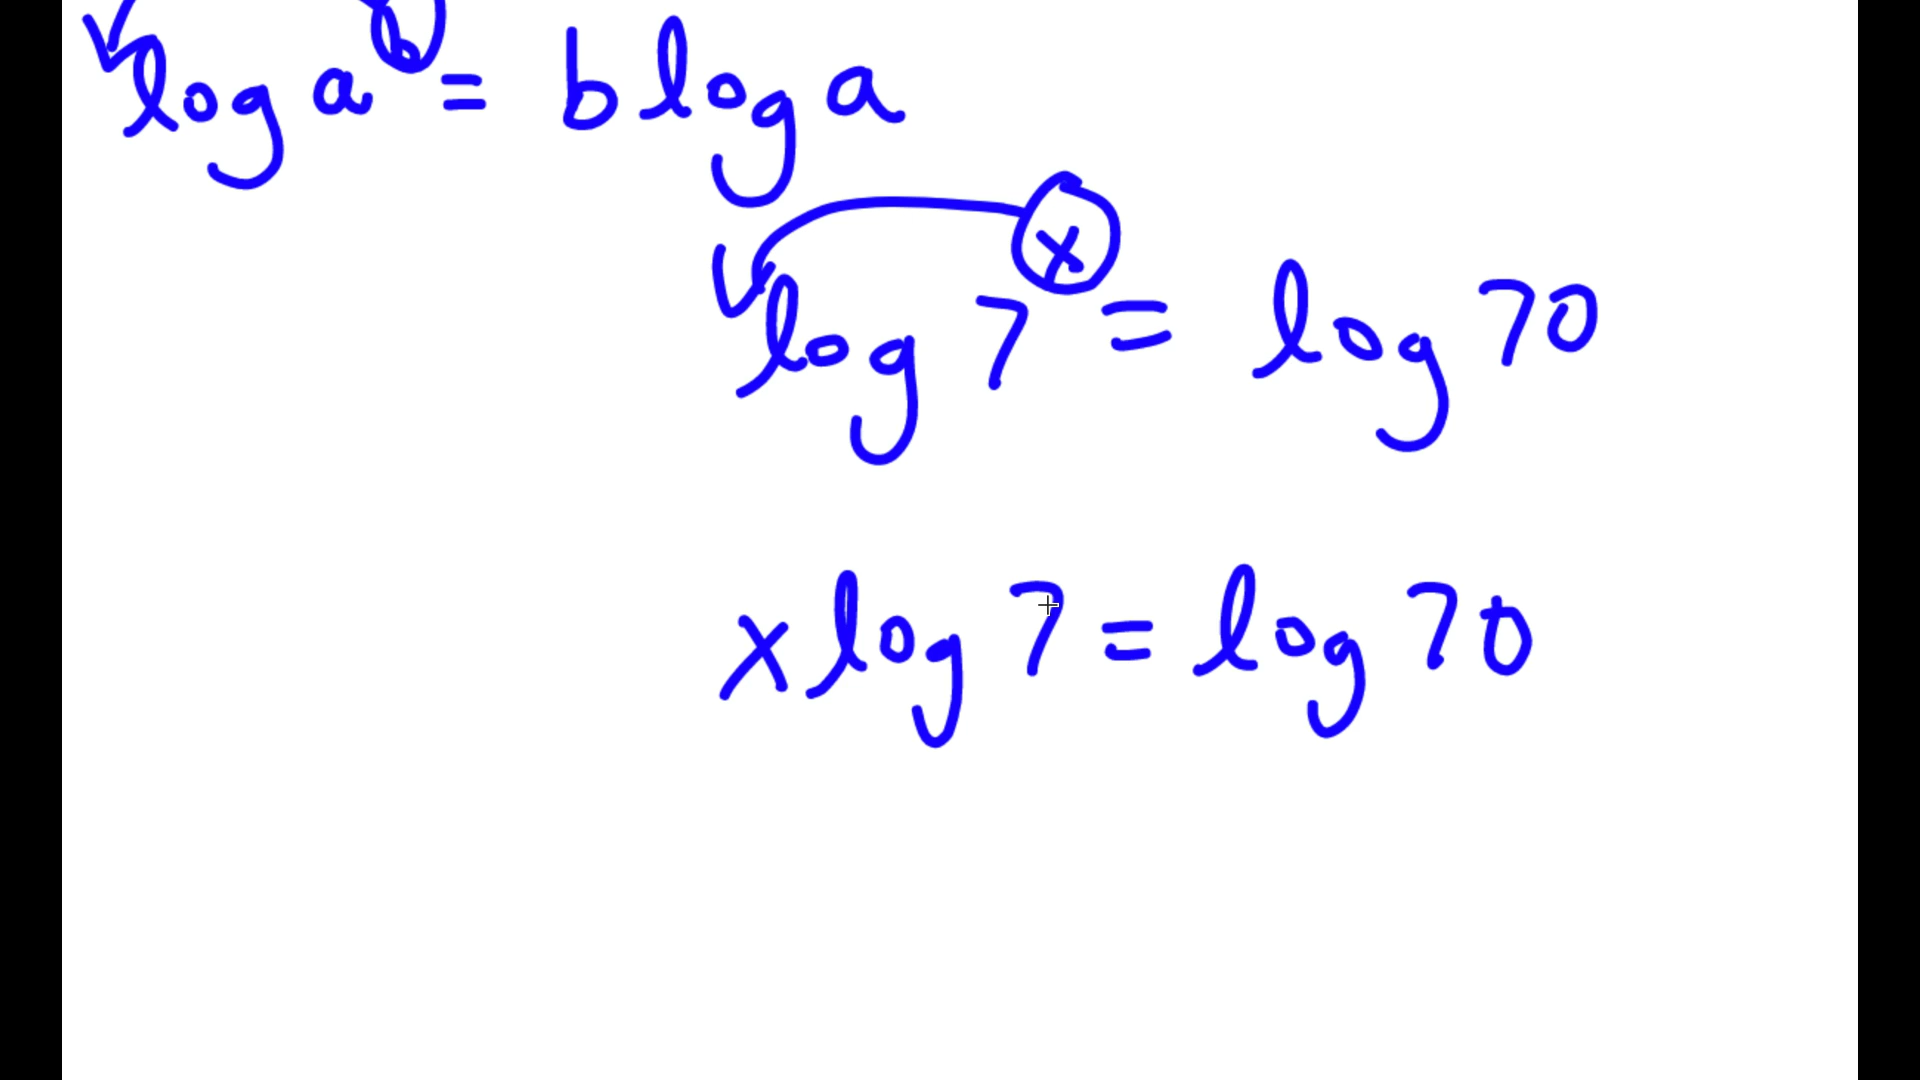 log a^b = b log a
log 7^x = log 70
x log 7 = log 70